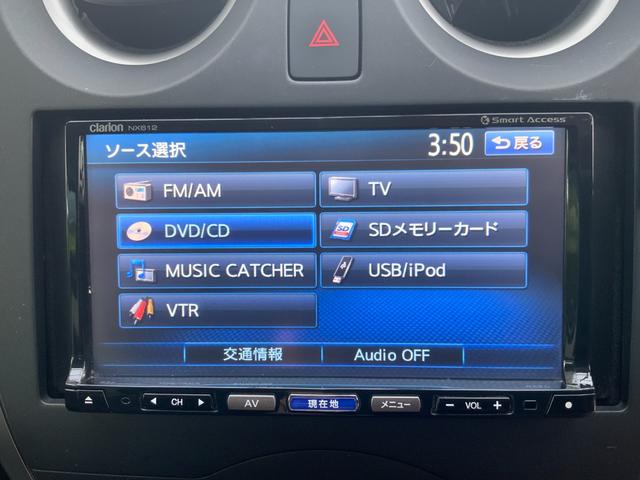 clarion NX612
Smart Access
ソース選択
3:50
戻る
FM/AM
TV
DVD/CD
SD
SDメモリーカード
MUSIC CATCHER
USB/iPod
VTR
交通情報
Audio OFF
CH
AV
現在地
メニュー
− VOL +